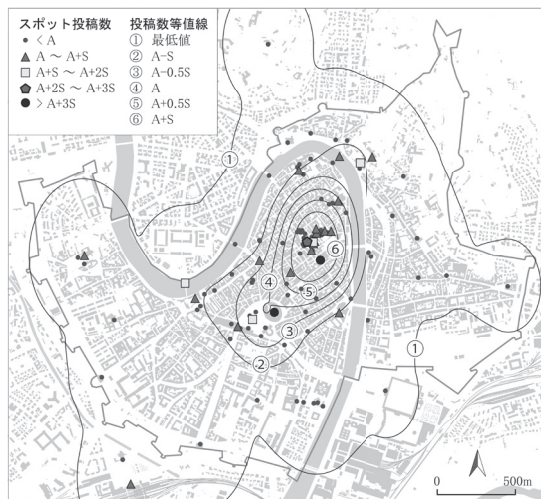 スポット投稿数
< A
A ～ A+S
A+S ～ A+2S
A+2S ～ A+3S
> A+3S
投稿数等値線
① 最低値
② A−S
③ A-0.5S
④ A
⑤ A+0.5S
⑥ A+S
①
⑥
④
⑤
③
②
①
①
0 500m